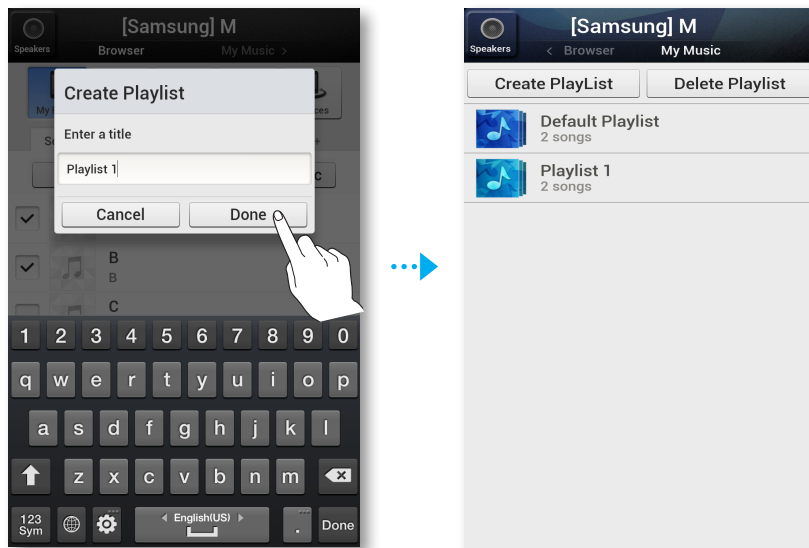 [Samsung] M
Speakers
Browser
My Music >
My
ces
S
+
C
Create Playlist
Enter a title
Playlist 1
Cancel
Done
B
B
C
1 2 3 4 5 6 7 8 9 0
q w e r t y u i o p
a s d f g h j k l
z x c v b n m
123
Sym
English(US)
.
Done
[Samsung] M
Speakers
< Browser
My Music
Create PlayList
Delete Playlist
Default Playlist
2 songs
Playlist 1
2 songs